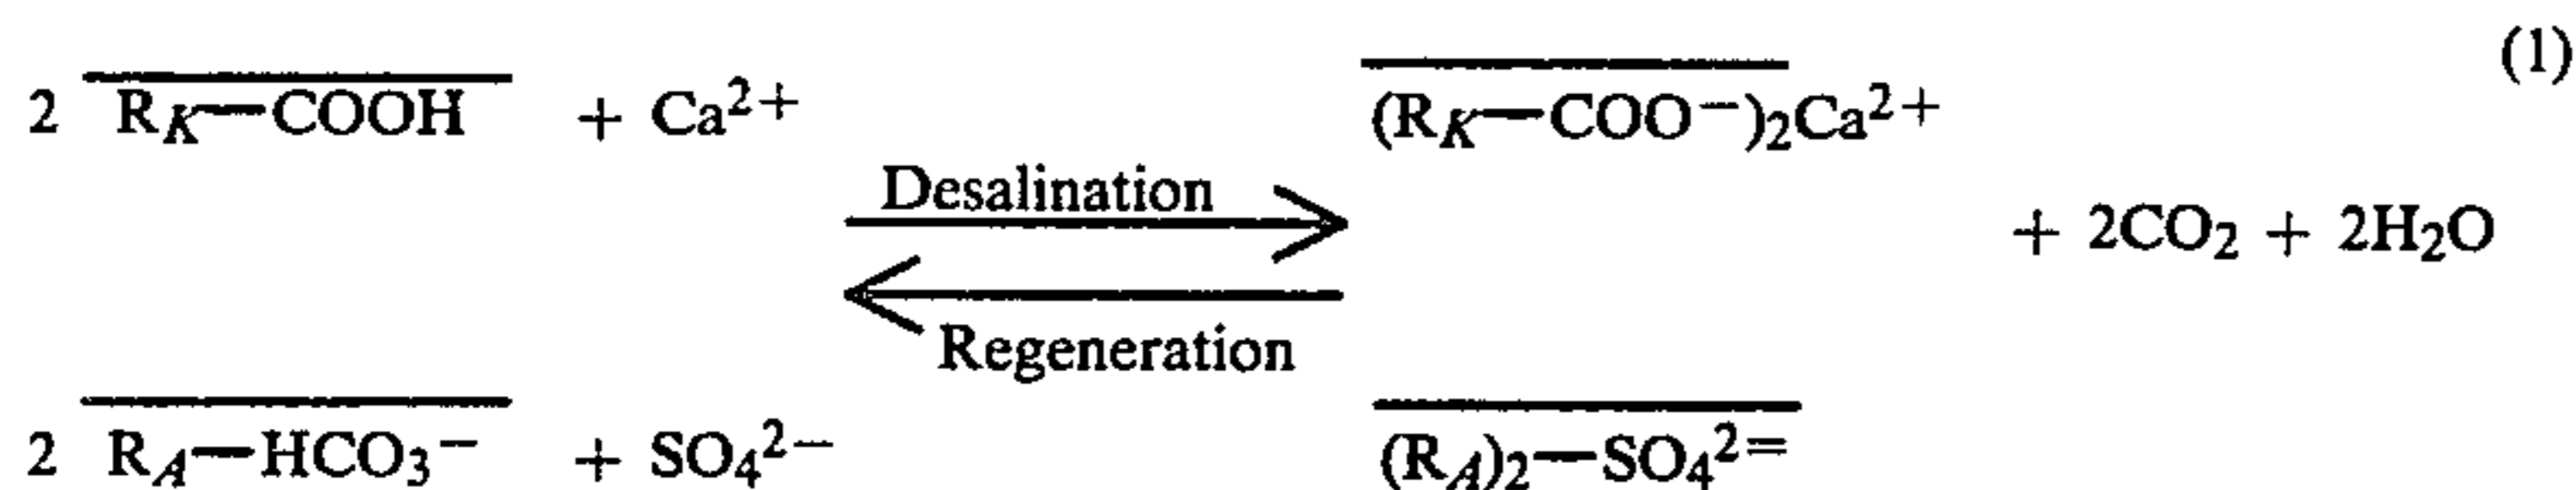 (1)
2 R_K—COOH + Ca²⁺ (R_K—COO⁻)₂Ca²⁺
Desalination
+ 2CO₂ + 2H₂O
Regeneration
2 R_A—HCO₃⁻ + SO₄²⁻ (R_A)₂—SO₄²⁼